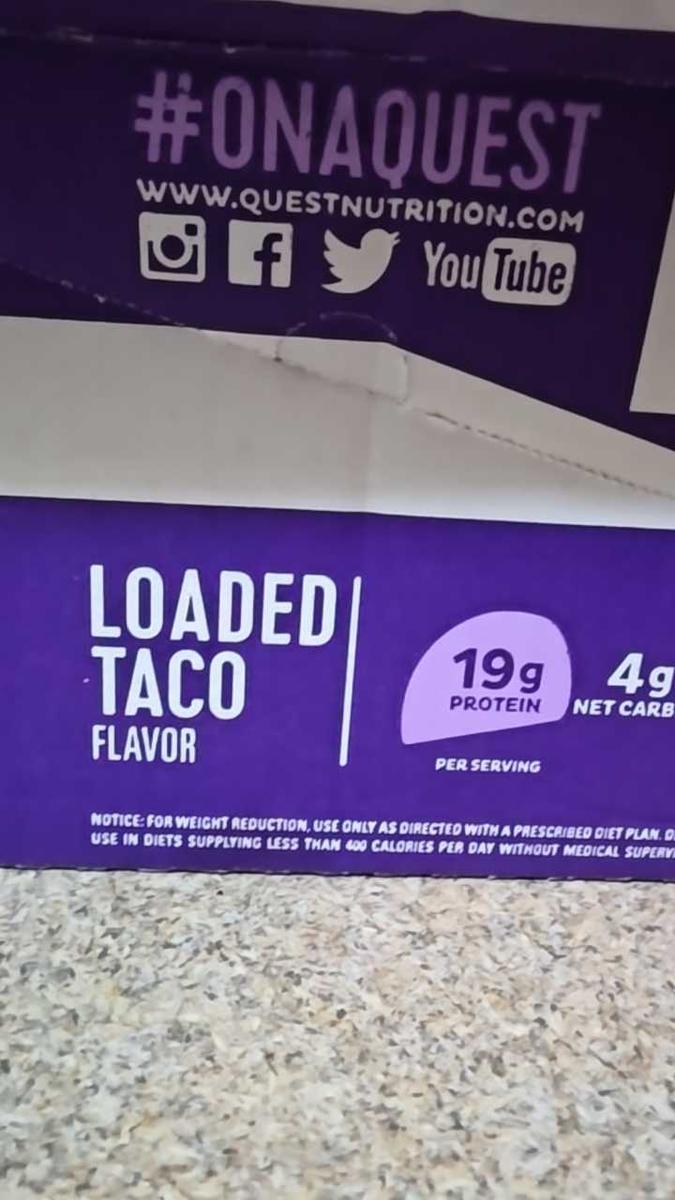 #ONAQUEST
WWW.QUESTNUTRITION.COM
You Tube
LOADED
TACO
FLAVOR
19g
PROTEIN
PER SERVING
4g
NET CARB
NOTICE: FOR WEIGHT REDUCTION, USE ONLY AS DIRECTED WITH A PRESCRIBED DIET PLAN.
USE IN DIETS SUPPLYING LESS THAN 400 CALORIES PER DAY WITHOUT MEDICAL